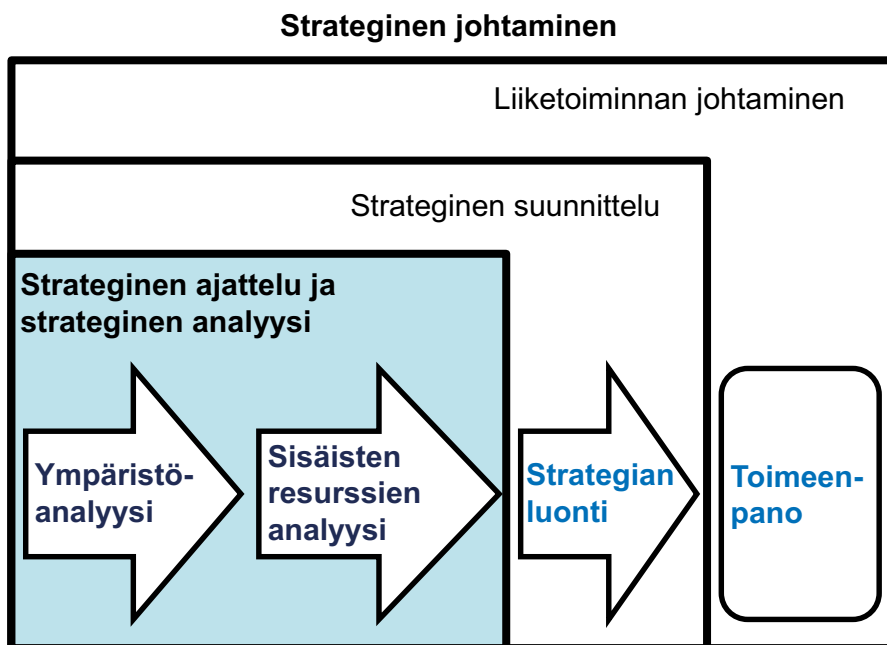 Strateginen johtaminen
Liiketoiminnan johtaminen
Strateginen suunnittelu
Strateginen ajattelu ja
strateginen analyysi
Ympäristö-
analyysi
Sisäisten
resurssien
analyysi
Strategian
luonti
Toimeen-
pano